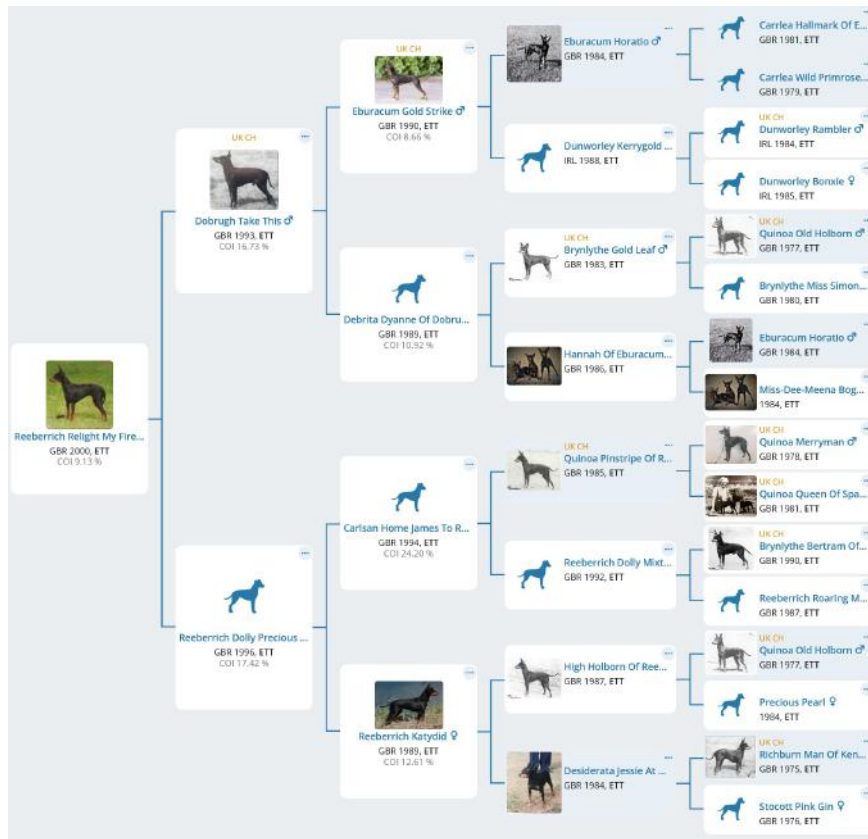 Reeberrich Relight My Fire...
GBR 2000, ETT
COI 9.13 %
UK CH
Dobrugh Take This ♂
GBR 1993, ETT
COI 16.73 %
Reeberrich Dolly Precious ...
GBR 1996, ETT
COI 17.42 %
UK CH
Eburacum Gold Strike ♂
GBR 1990, ETT
COI 8.66 %
Debrita Dyanne Of Dobru...
GBR 1989, ETT
COI 10.92 %
Carlsan Home James To R...
GBR 1994, ETT
COI 24.20 %
Reeberrich Katydid ♀
GBR 1989, ETT
COI 12.61 %
Eburacum Horatio ♂
GBR 1984, ETT
Dunworley Kerrygold ...
IRL 1988, ETT
UK CH
Brynlythe Gold Leaf ♂
GBR 1983, ETT
Hannah Of Eburacum...
GBR 1986, ETT
UK CH
Quinoa Pinstripe Of R...
GBR 1985, ETT
Reeberrich Dolly Mixt...
GBR 1992, ETT
High Holborn Of Ree...
GBR 1987, ETT
Desiderata Jessie At ...
GBR 1984, ETT
Carrlea Hallmark Of E...
GBR 1981, ETT
Carrlea Wild Primrose...
GBR 1979, ETT
UK CH
Dunworley Rambler ♂
IRL 1984, ETT
Dunworley Bonxie ♀
IRL 1985, ETT
UK CH
Quinoa Old Holborn ♂
GBR 1977, ETT
Brynlythe Miss Simon...
GBR 1980, ETT
Eburacum Horatio ♂
GBR 1984, ETT
Miss-Dee-Meena Bog...
1984, ETT
UK CH
Quinoa Merryman ♂
GBR 1978, ETT
UK CH
Quinoa Queen Of Spa...
GBR 1981, ETT
UK CH
Brynlythe Bertram Of...
GBR 1990, ETT
Reeberrich Roaring M...
GBR 1987, ETT
UK CH
Quinoa Old Holborn ♂
GBR 1977, ETT
Precious Pearl ♀
1984, ETT
UK CH
Richburn Man Of Ken...
GBR 1975, ETT
Stocott Pink Gin ♀
GBR 1976, ETT